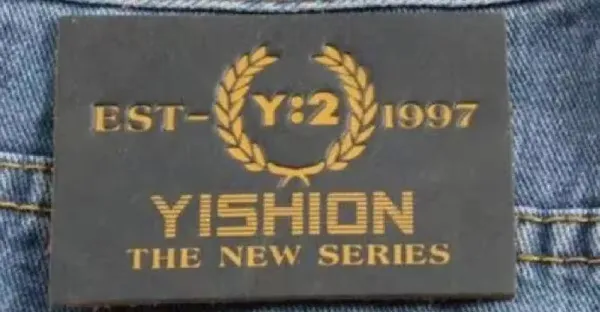 EST- Y:2 1997
YISHION
THE NEW SERIES